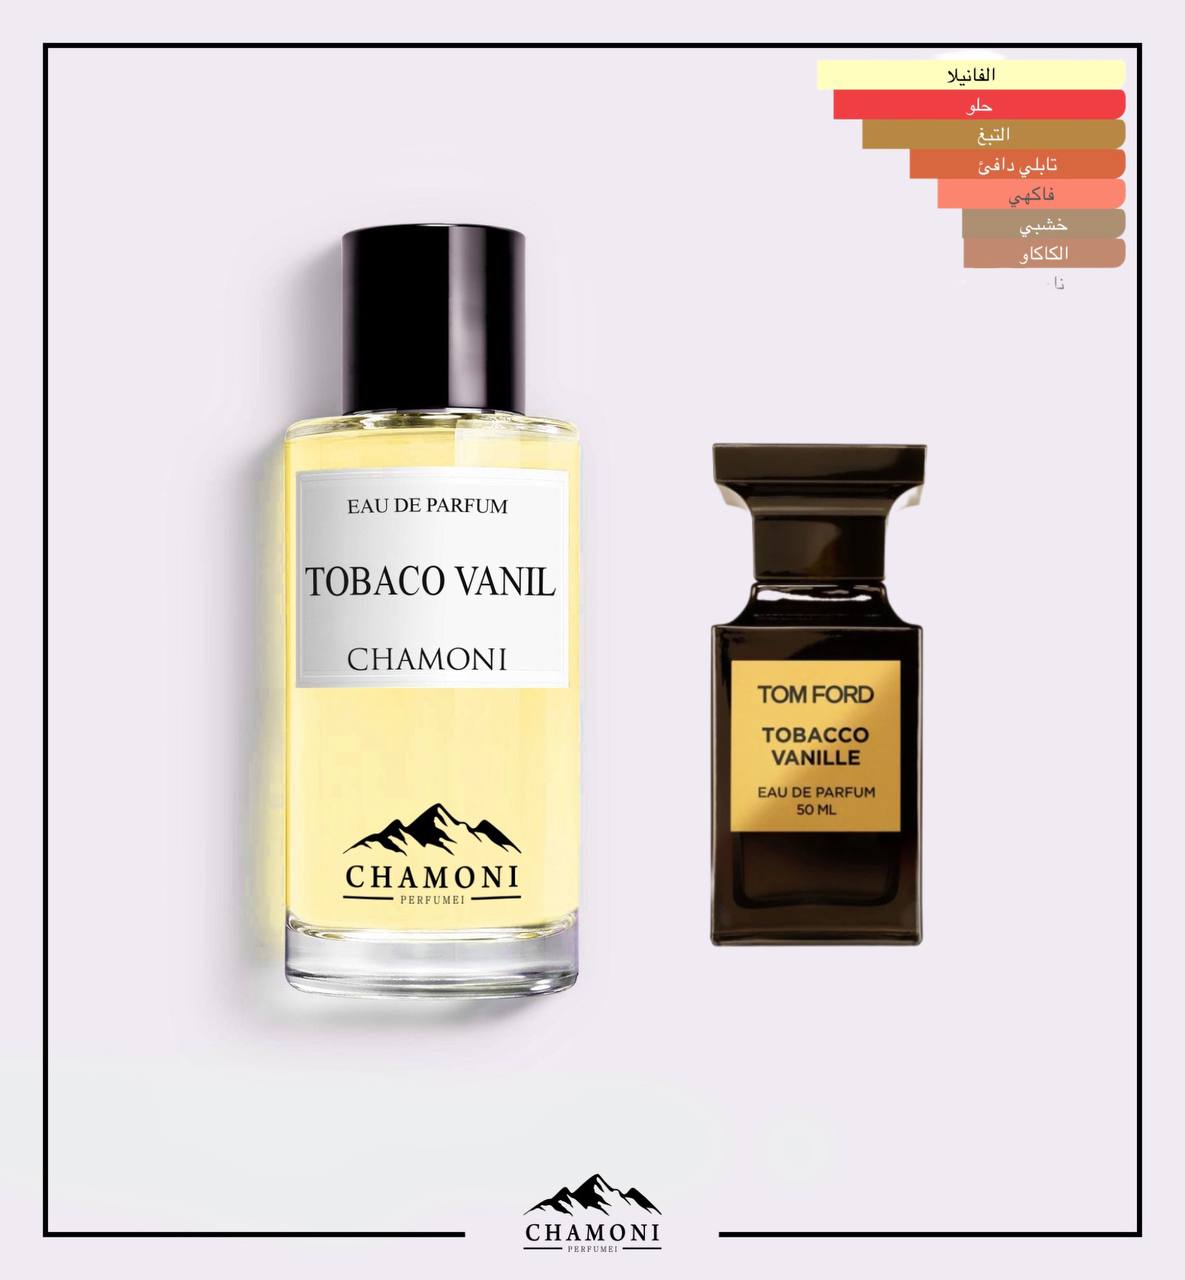 الفانيلا
حلو
التبغ
تابلي دافئ
فاكهي
خشبي
الكاكاو
EAU DE PARFUM
TOBACO VANIL
CHAMONI
CHAMONI
PERFUMEI
TOM FORD
TOBACCO
VANILLE
EAU DE PARFUM
50 ML
CHAMONI
PERFUMEI